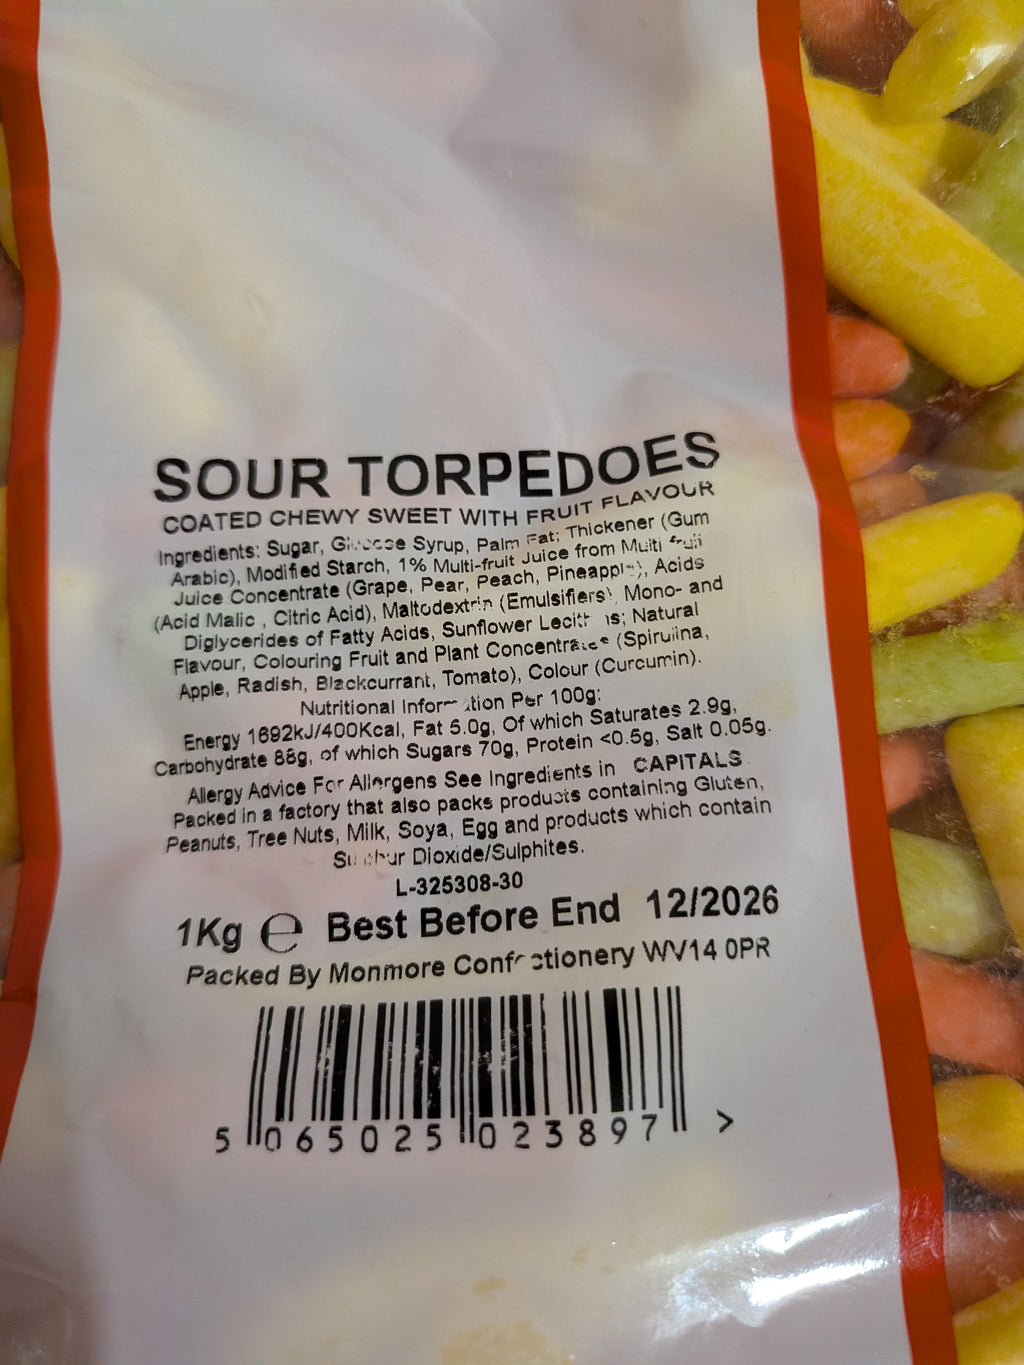 SOUR TORPEDOES
COATED CHEWY SWEET WITH FRUIT FLAVOUR
Ingredients: Sugar, Glucose Syrup, Palm Fat; Thickener (Gum
Arabic), Modified Starch, 1% Multi-fruit Juice from Multi fruit
Juice Concentrate (Grape, Pear, Peach, Pineapple), Acids
(Acid Malic , Citric Acid), Maltodextrin (Emulsifiers) Mono- and
Diglycerides of Fatty Acids, Sunflower Lecithins; Natural
Flavour, Colouring Fruit and Plant Concentrates (Spirulina,
Apple, Radish, Blackcurrant, Tomato), Colour (Curcumin).
Nutritional Information Per 100g:
Energy 1692kJ/400Kcal, Fat 5.0g, Of which Saturates 2.9g,
Carbohydrate 88g, of which Sugars 70g, Protein <0.5g, Salt 0.05g.
Allergy Advice For Allergens See Ingredients in CAPITALS
Packed in a factory that also packs products containing Gluten,
Peanuts, Tree Nuts, Milk, Soya, Egg and products which contain
Sulphur Dioxide/Sulphites.
L-325308-30
1Kg ℮ Best Before End 12/2026
Packed By Monmore Confectionery WV14 0PR
5 065025 023897 >